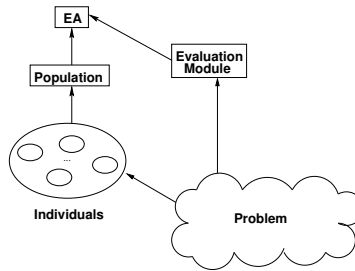 EA
Evaluation
Module
Population
...
Individuals
Problem